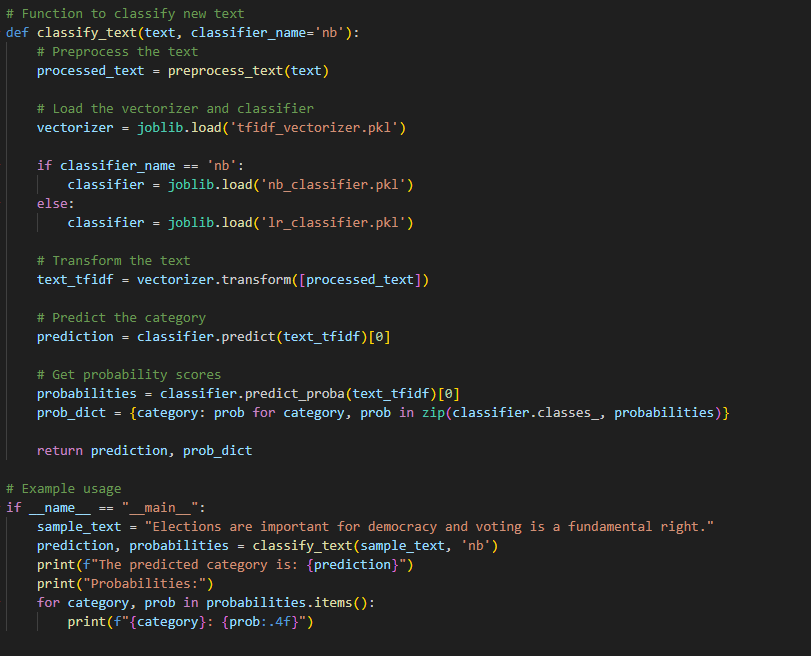 # Function to classify new text
def classify_text(text, classifier_name='nb'):
    # Preprocess the text
    processed_text = preprocess_text(text)

    # Load the vectorizer and classifier
    vectorizer = joblib.load('tfidf_vectorizer.pkl')

    if classifier_name == 'nb':
        classifier = joblib.load('nb_classifier.pkl')
    else:
        classifier = joblib.load('lr_classifier.pkl')

    # Transform the text
    text_tfidf = vectorizer.transform([processed_text])

    # Predict the category
    prediction = classifier.predict(text_tfidf)[0]

    # Get probability scores
    probabilities = classifier.predict_proba(text_tfidf)[0]
    prob_dict = {category: prob for category, prob in zip(classifier.classes_, probabilities)}

    return prediction, prob_dict

# Example usage
if __name__ == "__main__":
    sample_text = "Elections are important for democracy and voting is a fundamental right."
    prediction, probabilities = classify_text(sample_text, 'nb')
    print(f"The predicted category is: {prediction}")
    print("Probabilities:")
    for category, prob in probabilities.items():
        print(f"{category}: {prob:.4f}")